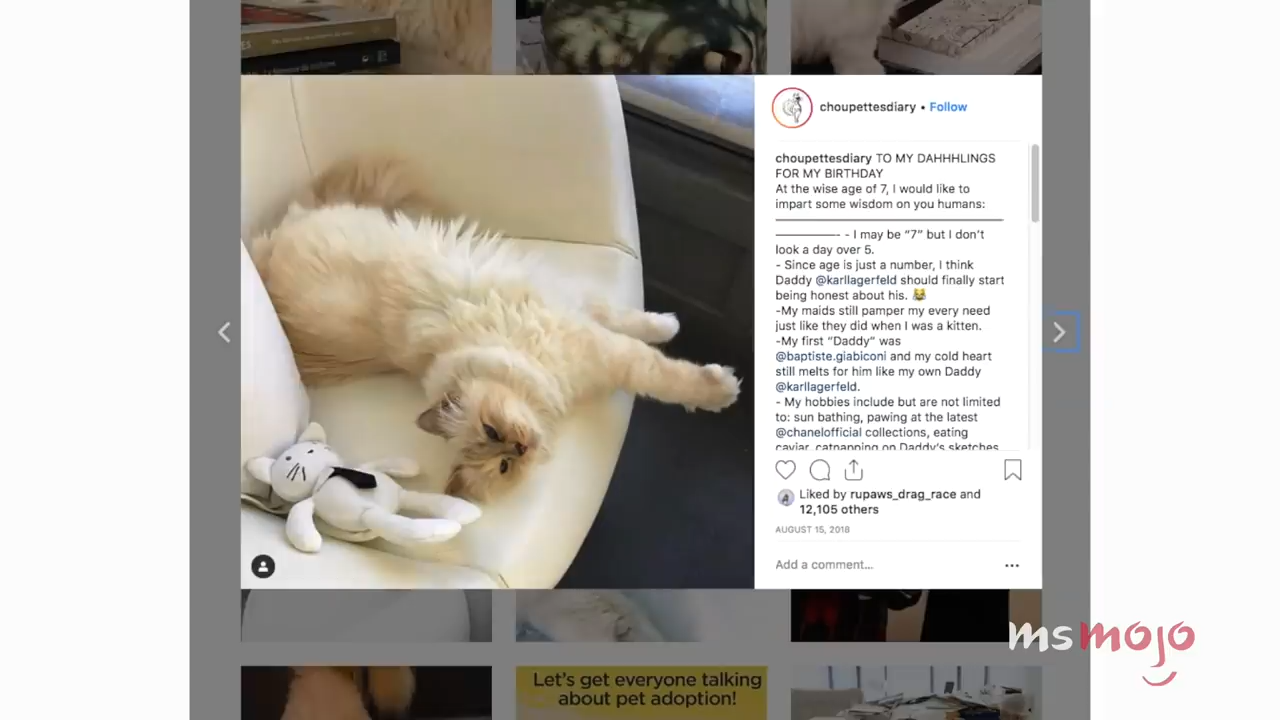 choupettesdiary • Follow
choupettesdiary TO MY DAHHHLINGS
FOR MY BIRTHDAY
At the wise age of 7, I would like to
impart some wisdom on you humans:
- - I may be “7” but I don’t
look a day over 5.
- Since age is just a number, I think
Daddy @karllagerfeld should finally start
being honest about his. 😹
-My maids still pamper my every need
just like they did when I was a kitten.
-My first “Daddy” was
@baptiste.giabiconi and my cold heart
still melts for him like my own Daddy
@karllagerfeld.
- My hobbies include but are not limited
to: sun bathing, pawing at the latest
@chanelofficial collections, eating
caviar, catnapping on Daddy’s sketches
Liked by rupaws_drag_race and
12,105 others
AUGUST 15, 2018
Add a comment...
msmojo
Let’s get everyone talking
about pet adoption!